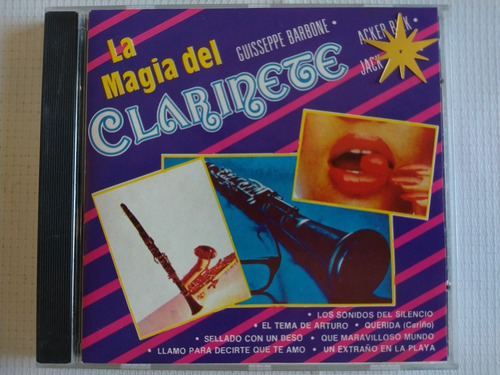 La
Magia del
CLARINETE
GUISSEPPE BARBONE •
ACKER
JACK
• LOS SONIDOS DEL SILENCIO
• EL TEMA DE ARTURO • QUERIDA (Cariño)
• SELLADO CON UN BESO • QUE MARAVILLOSO MUNDO
• LLAMO PARA DECIRTE QUE TE AMO • UN EXTRAÑO EN LA PLAYA